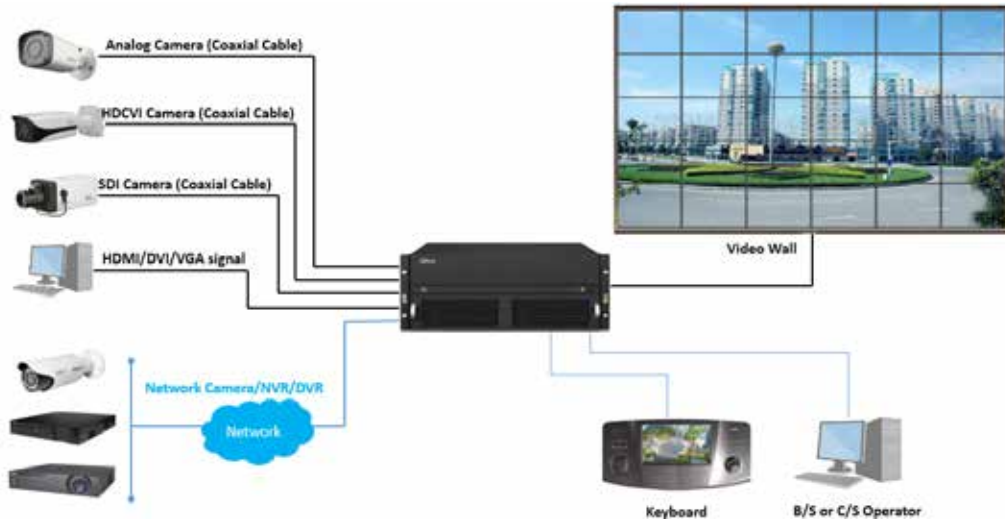 Analog Camera (Coaxial Cable)
HDCVI Camera (Coaxial Cable)
SDI Camera (Coaxial Cable)
HDMI/DVI/VGA signal
Video Wall
Network Camera/NVR/DVR
Network
Keyboard
B/S or C/S Operator